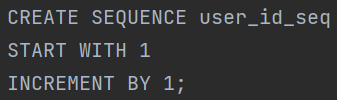 CREATE SEQUENCE user_id_seq
START WITH 1
INCREMENT BY 1;